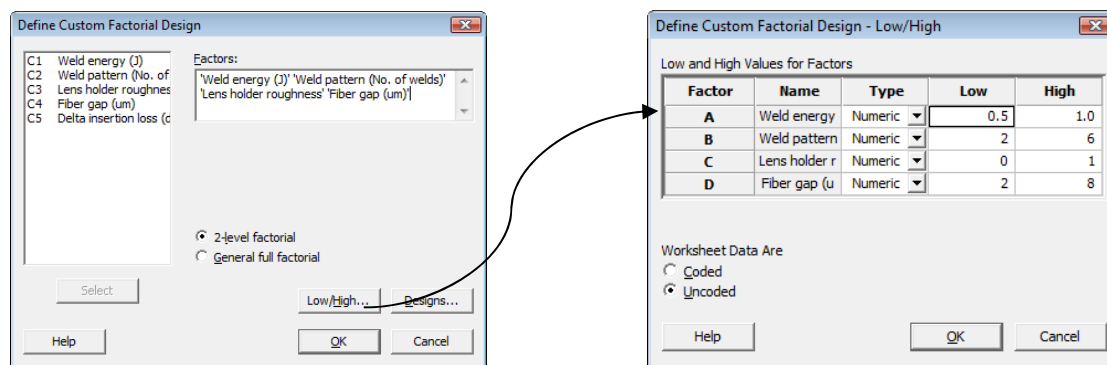 Define Custom Factorial Design
C1 Weld energy (J)
C2 Weld pattern (No. of
C3 Lens holder roughnes
C4 Fiber gap (um)
C5 Delta insertion loss (d
Factors:
'Weld energy (J)' 'Weld pattern (No. of welds)'
'Lens holder roughness' 'Fiber gap (um)'
2-level factorial
General full factorial
Select
Low/High... Designs...
Help OK Cancel
Define Custom Factorial Design - Low/High
Low and High Values for Factors
Factor Name Type Low High
A Weld energy Numeric 0.5 1.0
B Weld pattern Numeric 2 6
C Lens holder r Numeric 0 1
D Fiber gap (u Numeric 2 8
Worksheet Data Are
Coded
Uncoded
Help OK Cancel